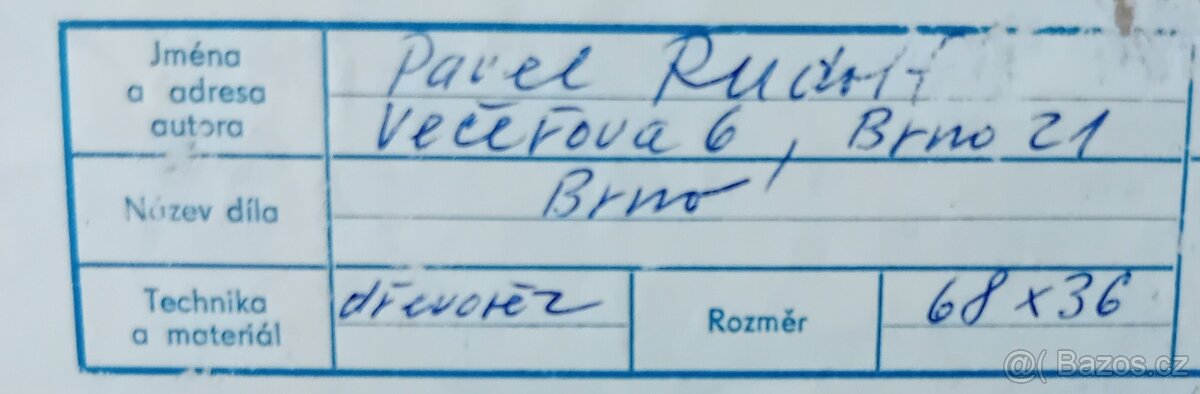 Jména
a adresa
autora
Pavel Rudolf
Večeřova 6, Brno 21
Název díla
Brno
Technika
a materiál
dřevořez
Rozměr
68 x 36
@( Bazos.cz